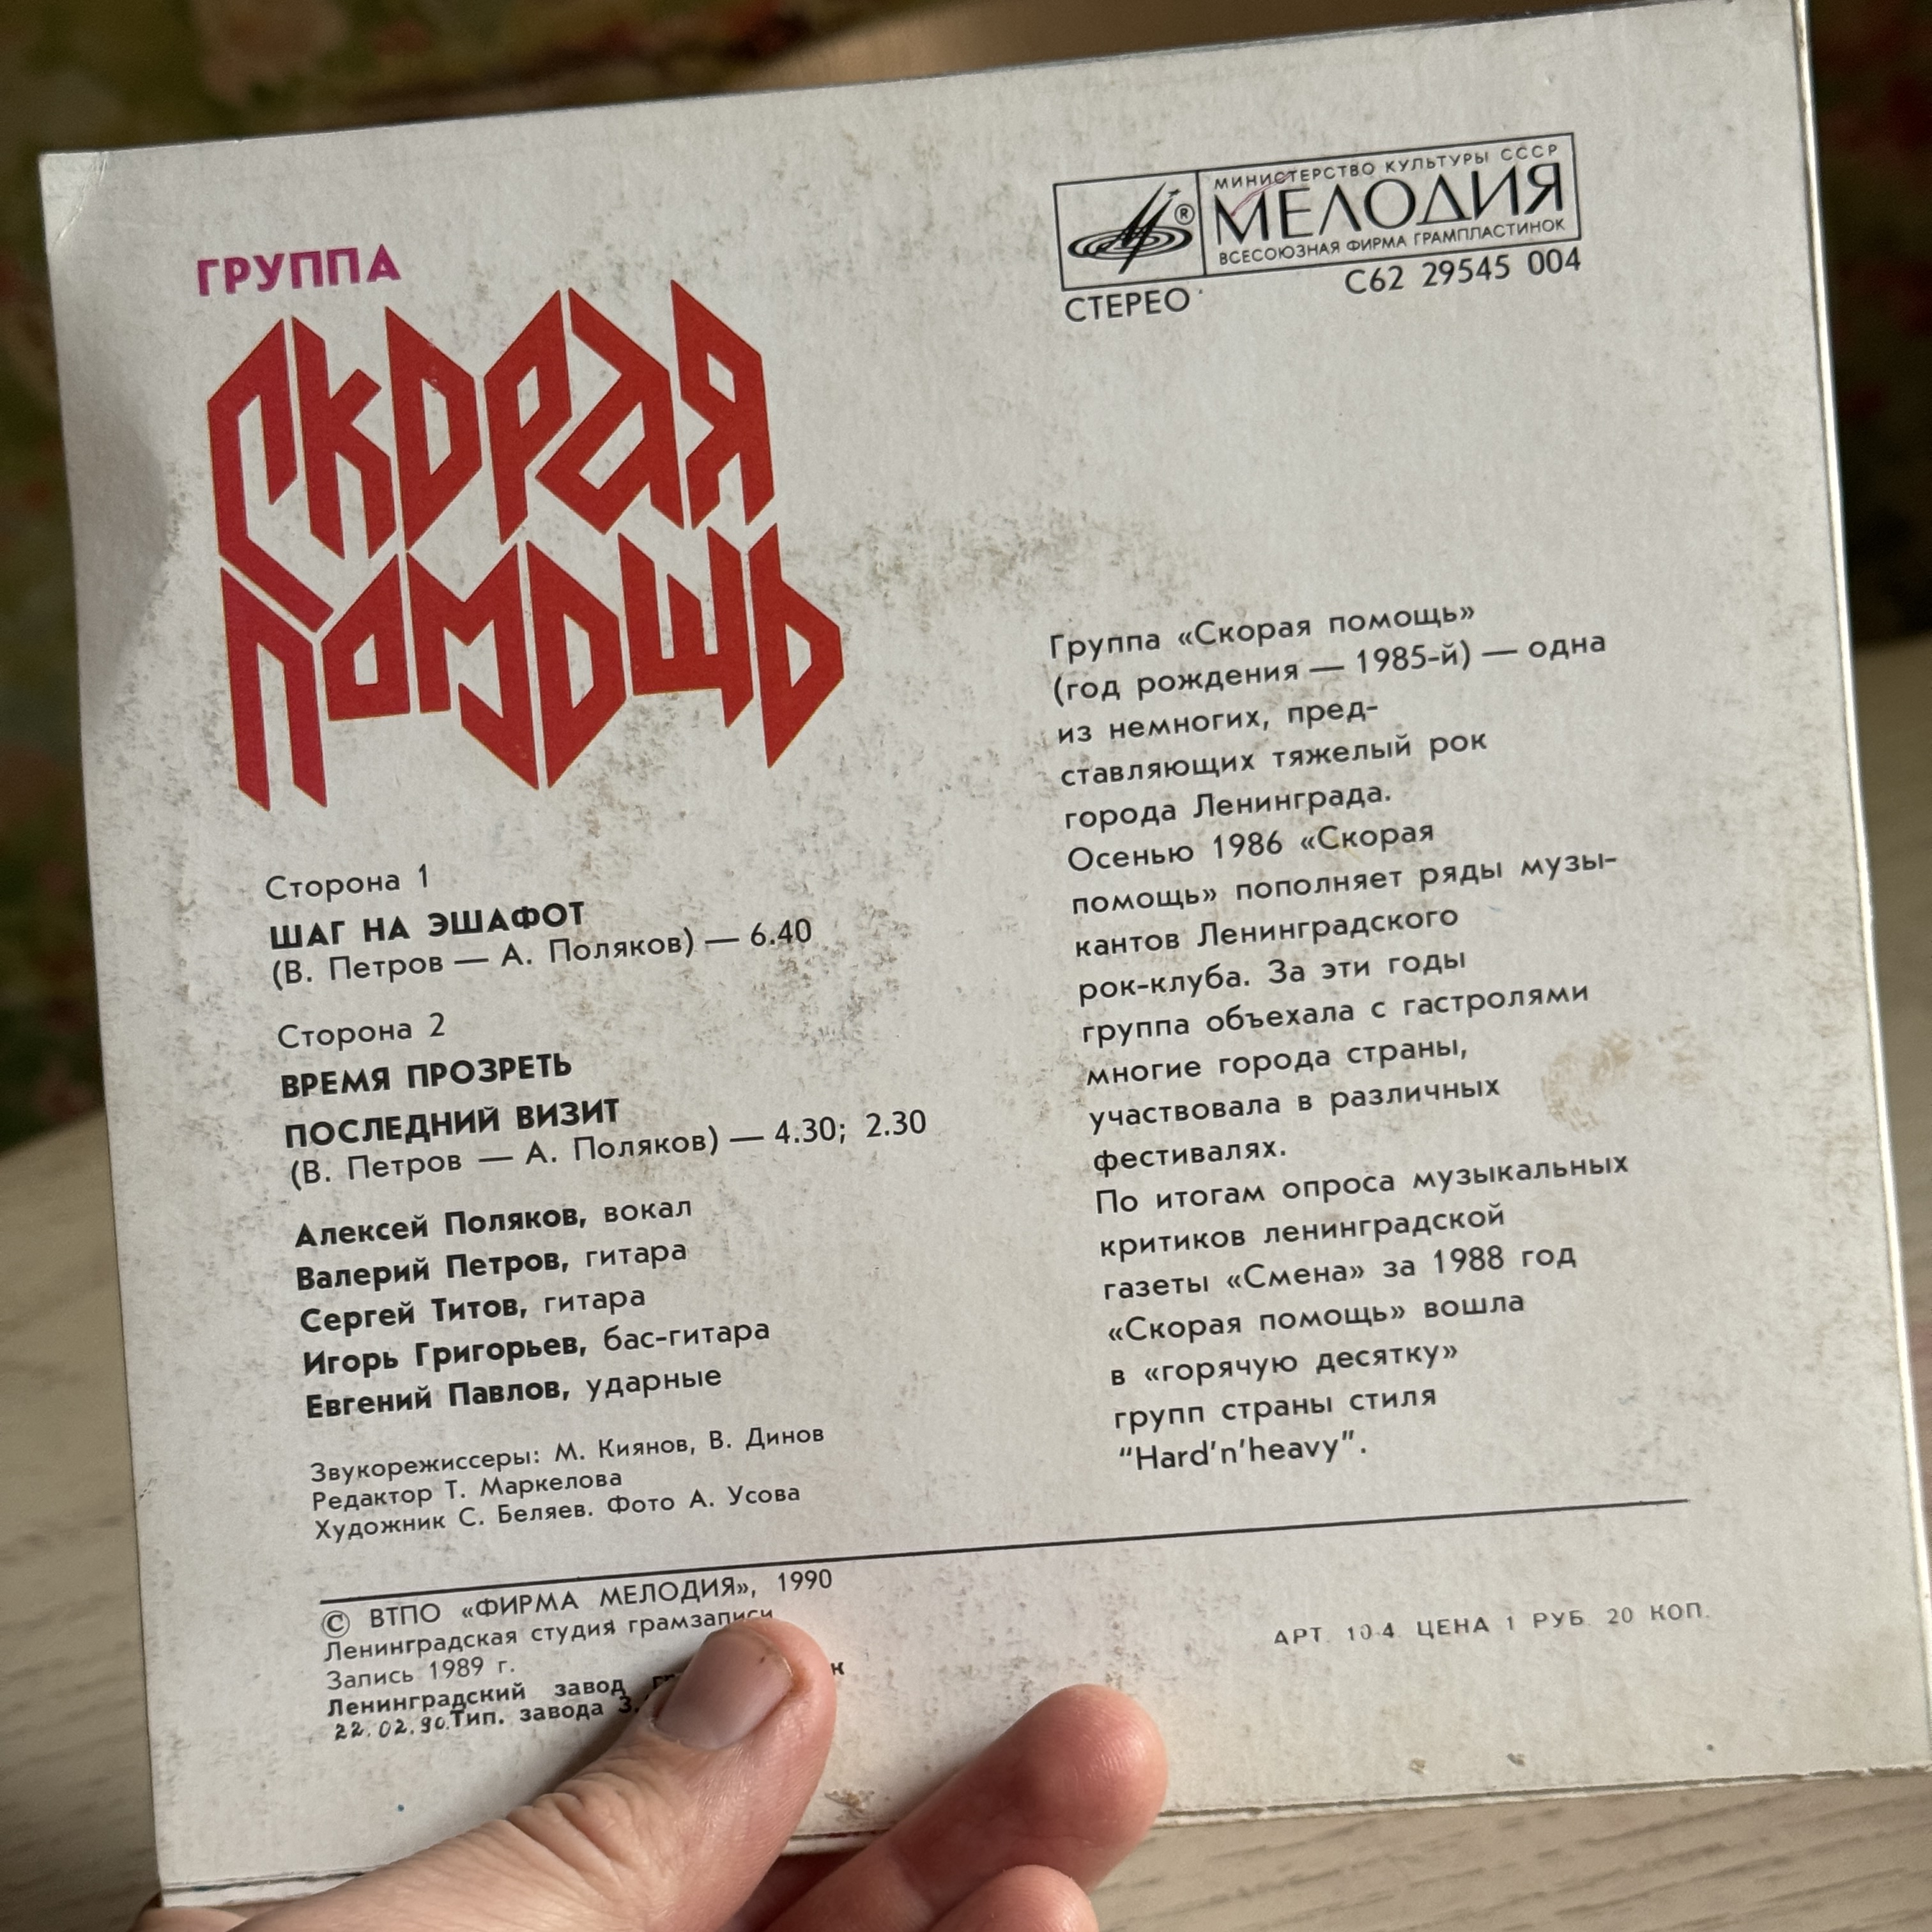 ГРУППА
СКОРАЯ
ПОМОЩЬ
МИНИСТЕРСТВО КУЛЬТУРЫ СССР
®
МЕЛОДИЯ
ВСЕСОЮЗНАЯ ФИРМА ГРАМПЛАСТИНОК
СТЕРЕО С62 29545 004
Сторона 1
ШАГ НА ЭШАФОТ
(В. Петров — А. Поляков) — 6.40
Сторона 2
ВРЕМЯ ПРОЗРЕТЬ
ПОСЛЕДНИЙ ВИЗИТ
(В. Петров — А. Поляков) — 4.30; 2.30
Алексей Поляков, вокал
Валерий Петров, гитара
Сергей Титов, гитара
Игорь Григорьев, бас-гитара
Евгений Павлов, ударные
Звукорежиссеры: М. Киянов, В. Динов
Редактор Т. Маркелова
Художник С. Беляев. Фото А. Усова
Группа «Скорая помощь»
(год рождения — 1985-й) — одна
из немногих, пред-
ставляющих тяжелый рок
города Ленинграда.
Осенью 1986 «Скорая
помощь» пополняет ряды музы-
кантов Ленинградского
рок-клуба. За эти годы
группа объехала с гастролями
многие города страны,
участвовала в различных
фестивалях.
По итогам опроса музыкальных
критиков ленинградской
газеты «Смена» за 1988 год
«Скорая помощь» вошла
в «горячую десятку»
групп страны стиля
“Hard’n’heavy”.
© ВТПО «ФИРМА МЕЛОДИЯ», 1990
Ленинградская студия грамзаписи
Запись 1989 г.
Ленинградский завод
22.02.90.Тип. завода З.
АРТ. 10-4 ЦЕНА 1 РУБ. 20 КОП.